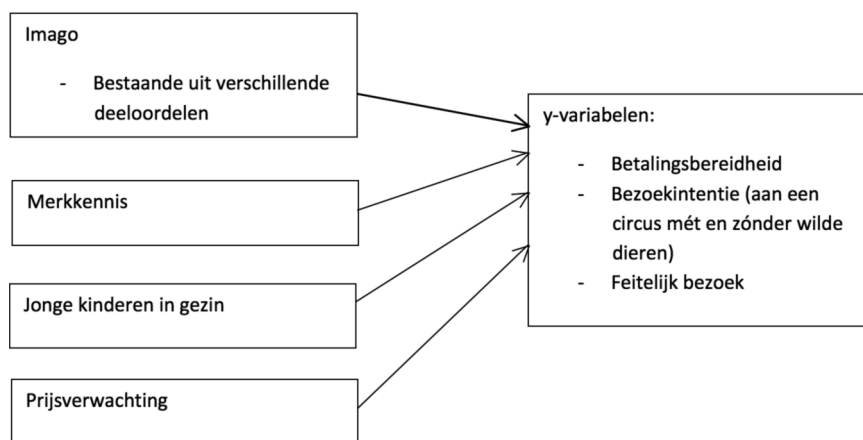 Imago
- Bestaande uit verschillende
deeloordelen
Merkkennis
Jonge kinderen in gezin
Prijsverwachting
y-variabelen:
- Betalingsbereidheid
- Bezoekintentie (aan een
circus mét en zónder wilde
dieren)
- Feitelijk bezoek